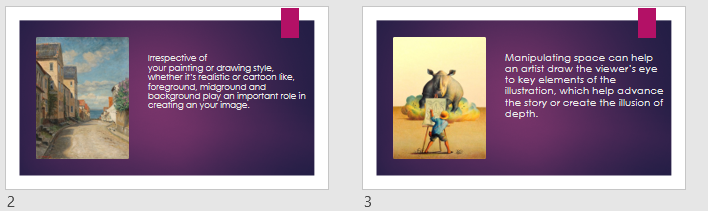 Irrespective of
your painting or drawing style,
whether it's realistic or cartoon like,
foreground, midground and
background play an important role in
creating an your image.
2
Manipulating space can help
an artist draw the viewer's eye
to key elements of the
illustration, which help advance
the story or create the illusion of
depth.
3